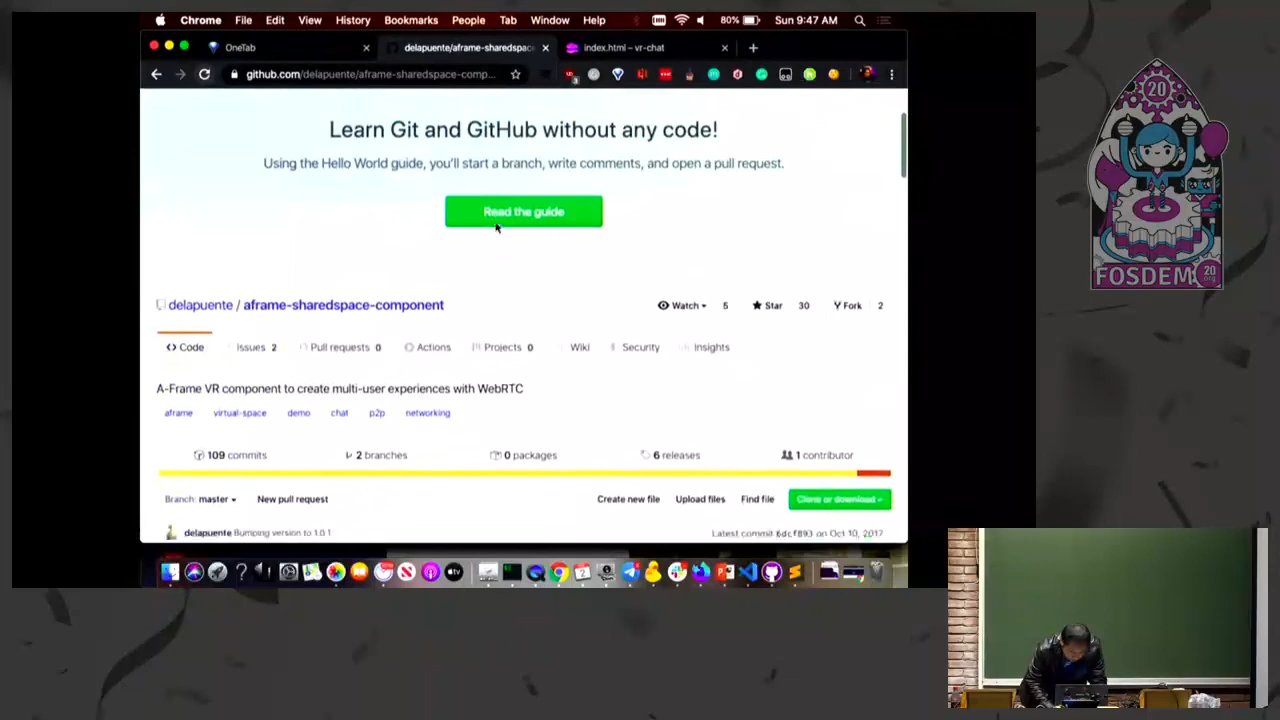 Chrome File Edit View History Bookmarks People Tab Window Help 80% Sun 9:47 AM
OneTab delapuente/aframe-sharedspac index.html – vr-chat
github.com/delapuente/aframe-sharedspace-comp...
Learn Git and GitHub without any code!
Using the Hello World guide, you'll start a branch, write comments, and open a pull request.
Read the guide
delapuente / aframe-sharedspace-component Watch 5 Star 30 Fork 2
Code Issues 2 Pull requests 0 Actions Projects 0 Wiki Security Insights
A-Frame VR component to create multi-user experiences with WebRTC
aframe virtual-space demo chat p2p networking
109 commits 2 branches 0 packages 6 releases 1 contributor
Branch: master New pull request Create new file Upload files Find file Clone or download
delapuente Bumping version to 1.0.1 Latest commit 6dcf893 on Oct 10, 2017
20
FOSDEM 20
.org